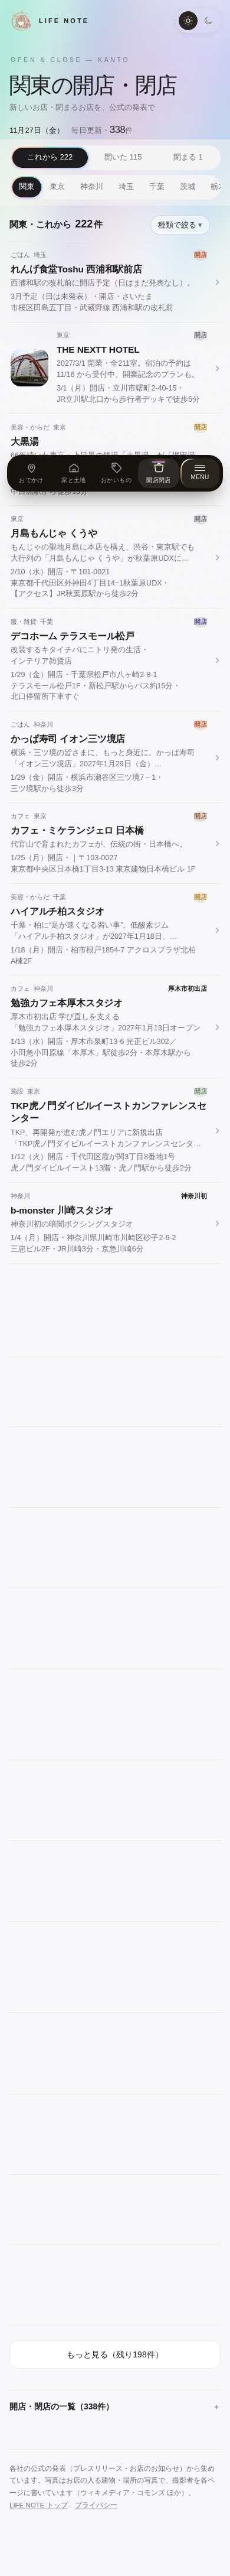 LIFE NOTE
OPEN & CLOSE — KANTO
関東の開店・閉店
新しいお店・閉まるお店を、公式の発表で
11月27日（金） 毎日更新・338件
これから 222 開いた 115 閉まる 1
関東 東京 神奈川 埼玉 千葉 茨城
関東・これから 222件 種類で絞る ▾
ごはん 埼玉 開店
れんげ食堂Toshu 西浦和駅前店
西浦和駅の改札前に開店予定（日はまだ発表なし）。
3月予定（日は未発表）・開店・さいたま
市桜区田島五丁目・武蔵野線 西浦和駅の改札前
東京 開店
THE NEXT HOTEL
2027/3/1 開業・全211室。宿泊の予約は
11/16 から受付中、開業記念のプランも。
3/1（月）開店・立川市曙町2-40-15・
JR立川駅北口から歩行者デッキで徒歩5分
美容・からだ 東京 開店
大黒湯
おでかけ 家と土地 おかいもの 開店閉店 MENU
東京 開店
月島もんじゃ くうや
もんじゃの聖地月島に本店を構え、渋谷・東京駅でも
大行列の「月島もんじゃ くうや」が秋葉原UDXに…
2/10（水）開店・〒101-0021
東京都千代田区外神田4丁目14−1秋葉原UDX・
【アクセス】JR秋葉原駅から徒歩2分
服・雑貨 千葉 開店
デコホーム テラスモール松戸
改装するキタイチバにニトリ発の生活・
インテリア雑貨店
1/29（金）開店・千葉県松戸市八ヶ崎2-8-1
テラスモール松戸1F・新松戸駅からバス約15分・
北口停留所下車すぐ
ごはん 神奈川 開店
かっぱ寿司 イオン三ツ境店
横浜・三ツ境の皆さまに、もっと身近に。かっぱ寿司
「イオン三ツ境店」2027年1月29日（金）…
1/29（金）開店・横浜市瀬谷区三ツ境7－1・
三ツ境駅から徒歩3分
カフェ 東京 開店
カフェ・ミケランジェロ 日本橋
代官山で育まれたカフェが、伝統の街・日本橋へ。
1/25（月）開店・｜〒103-0027
東京都中央区日本橋1丁目3-13 東京建物日本橋ビル 1F
美容・からだ 千葉 開店
ハイアルチ柏スタジオ
千葉・柏に“足が速くなる習い事”。低酸素ジム
「ハイアルチ柏スタジオ」が2027年1月18日、…
1/18（月）開店・柏市根戸1854-7 アクロスプラザ北柏
A棟2F
カフェ 神奈川 厚木市初出店
勉強カフェ本厚木スタジオ
厚木市初出店 学び直しを支える
「勉強カフェ本厚木スタジオ」2027年1月13日オープン
1/13（水）開店・厚木市泉町13-6 光正ビル302／
小田急小田原線「本厚木」駅徒歩2分・本厚木駅から
徒歩2分
施設 東京 開店
TKP虎ノ門ダイビルイーストカンファレンスセ
ンター
TKP、再開発が進む虎ノ門エリアに新規出店
「TKP虎ノ門ダイビルイーストカンファレンスセンタ…
1/12（火）開店・千代田区霞が関3丁目8番地1号
虎ノ門ダイビルイースト13階・虎ノ門駅から徒歩2分
神奈川 神奈川初
b-monster 川崎スタジオ
神奈川初の暗闇ボクシングスタジオ
1/4（月）開店・神奈川県川崎市川崎区砂子2-6-2
三恵ビル2F・JR川崎3分・京急川崎6分
もっと見る（残り198件）
開店・閉店の一覧（338件） +
各社の公式の発表（プレスリリース・お店のお知らせ）から集め
ています。写真はお店の入る建物・場所の写真で、撮影者を各ペ
ージに書いています（ウィキメディア・コモンズ ほか）。
LIFE NOTE トップ プライバシー